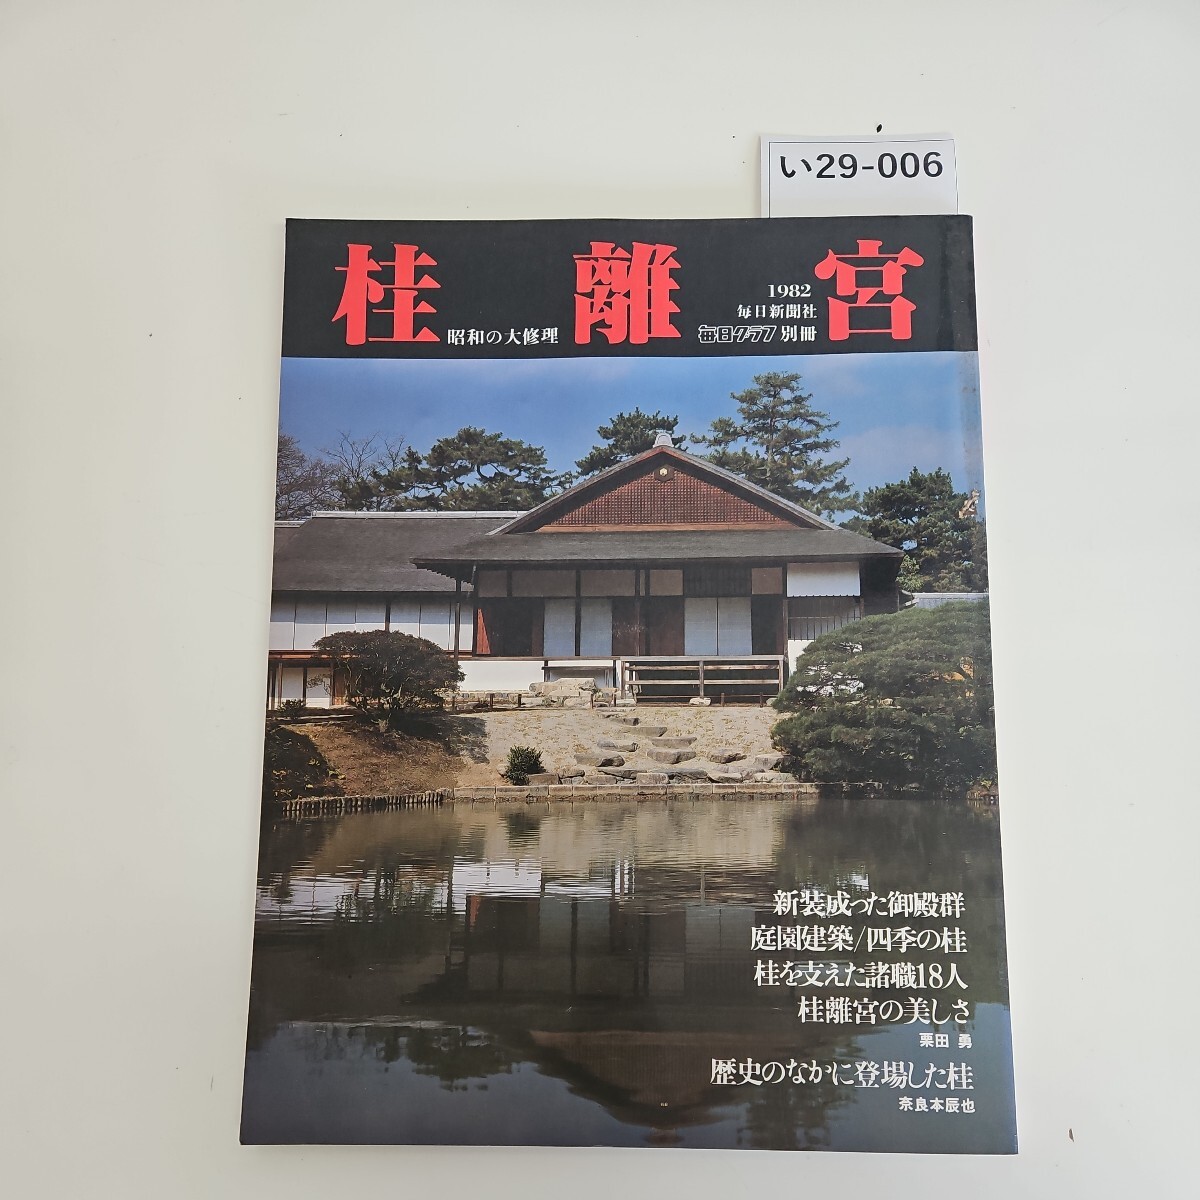 い29-006
桂離宮
昭和の大修理
1982
毎日新聞社
毎日グラフ別冊
新装成った御殿群
庭園建築/四季の桂
桂を支えた諸職18人
桂離宮の美しさ
栗田 勇
歴史のなかに登場した桂
奈良本辰也